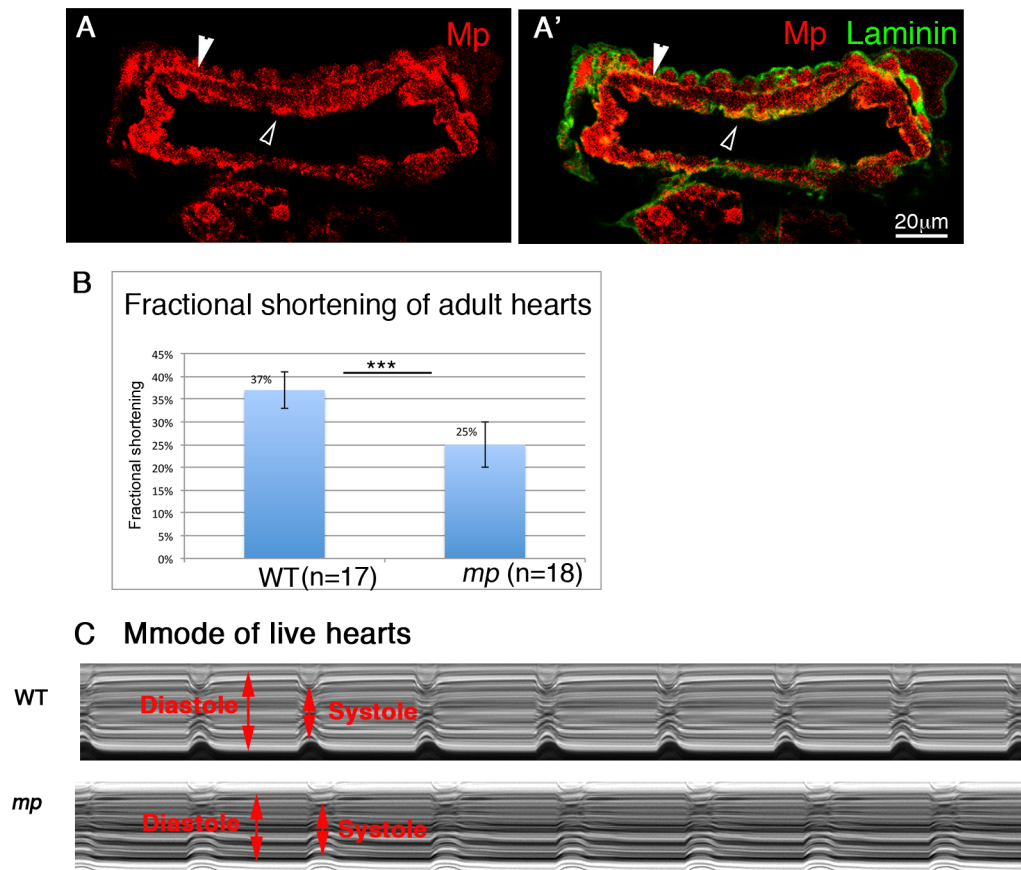 A Mp
A' Mp Laminin
20μm
B
Fractional shortening of adult hearts
Fractional shortening
45%
40%
35%
30%
25%
20%
15%
10%
5%
0%
37%
***
25%
WT(n=17) mp (n=18)
C Mmode of live hearts
WT
Diastole Systole
mp
Diastole Systole